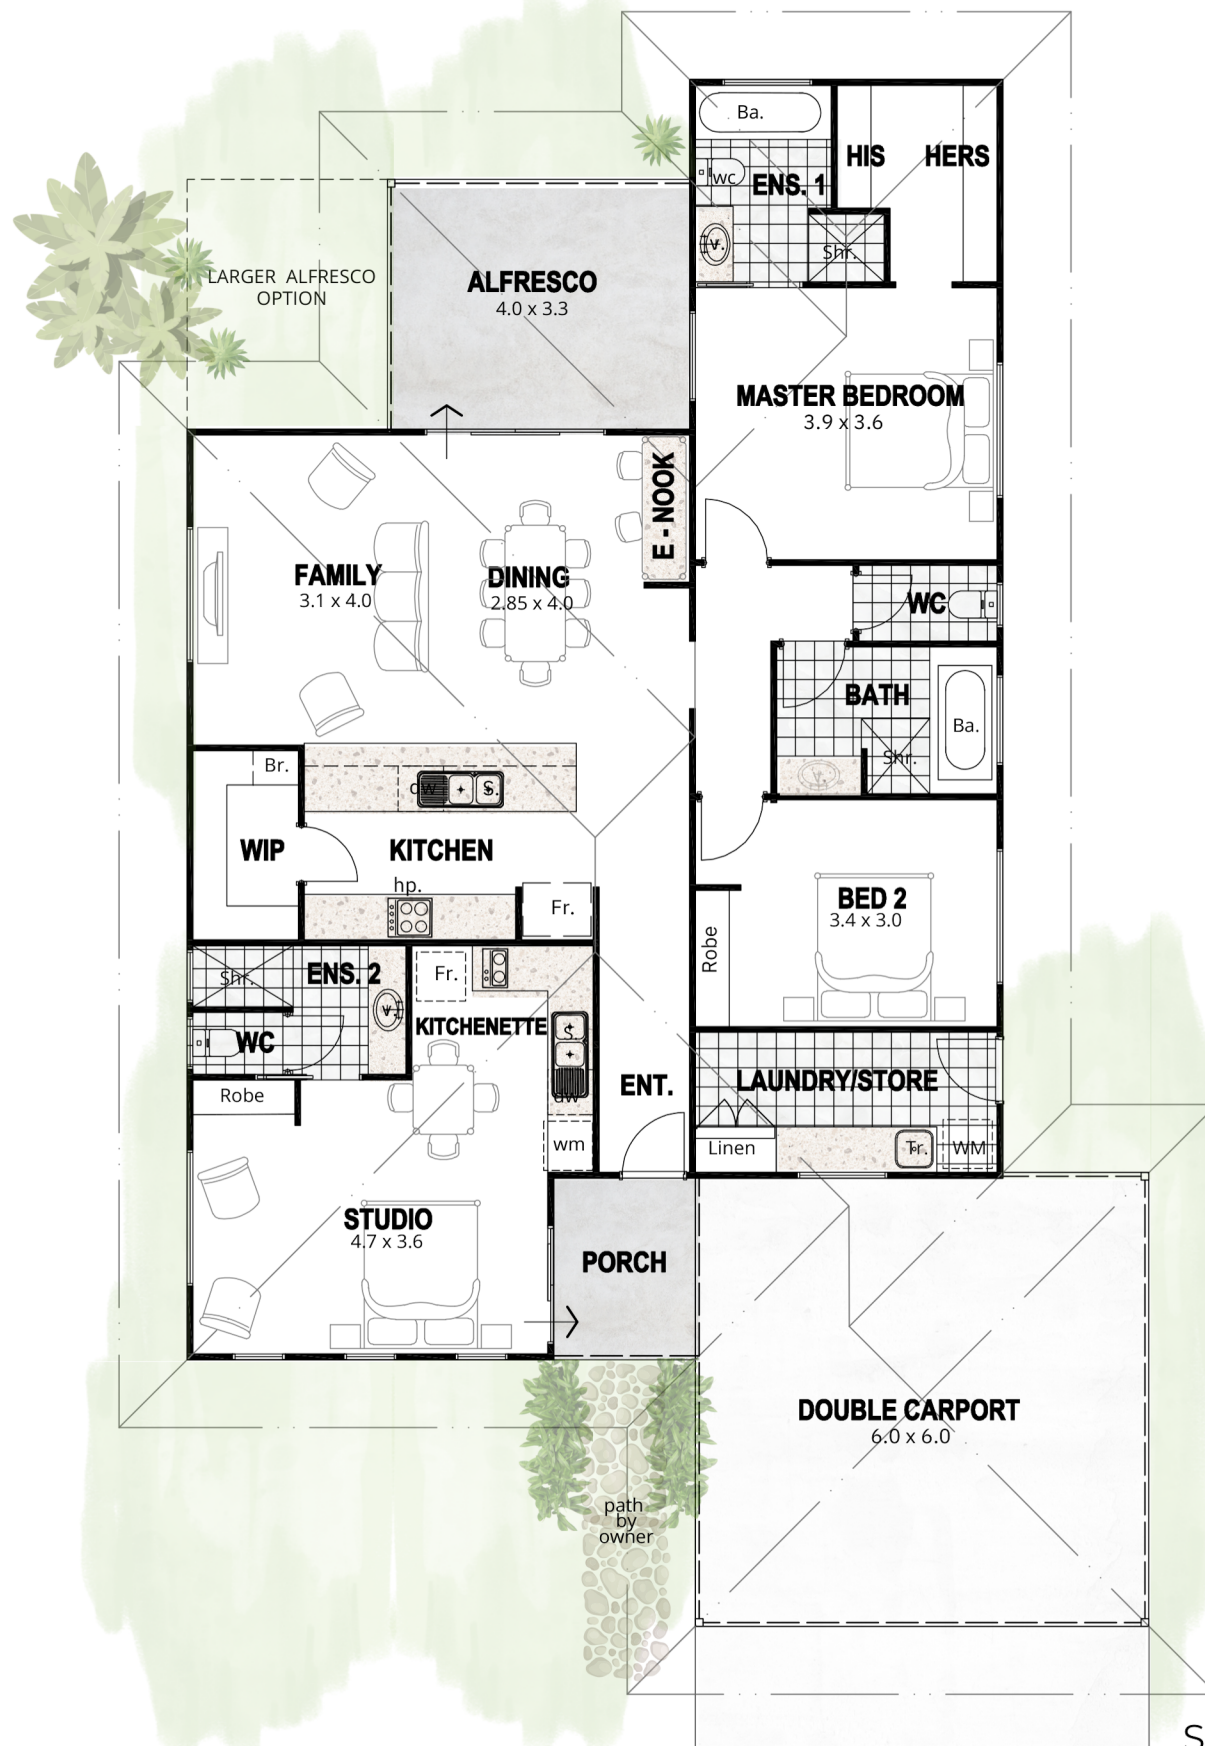 Ba.
HIS HERS
wc
ENS. 1
v.
Shr.
LARGER ALFRESCO
OPTION
ALFRESCO
4.0 x 3.3
MASTER BEDROOM
3.9 x 3.6
E - NOOK
FAMILY
3.1 x 4.0
DINING
2.85 x 4.0
WC
BATH
Ba.
Shr.
v.
Br.
dw
S.
WIP
KITCHEN
hp.
Fr.
BED 2
3.4 x 3.0
Robe
Shr.
ENS. 2
v.
WC
Fr.
KITCHENETTE
S.
dw
Robe
wm
ENT.
LAUNDRY/STORE
Linen
Tr.
WM
STUDIO
4.7 x 3.6
PORCH
DOUBLE CARPORT
6.0 x 6.0
path
by
owner
S